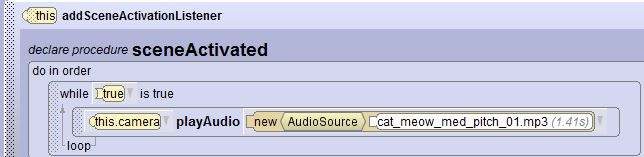 this addSceneActivationListener
declare procedure sceneActivated
do in order
while true is true
this.camera playAudio new AudioSource cat_meow_med_pitch_01.mp3 (1.41s)
loop